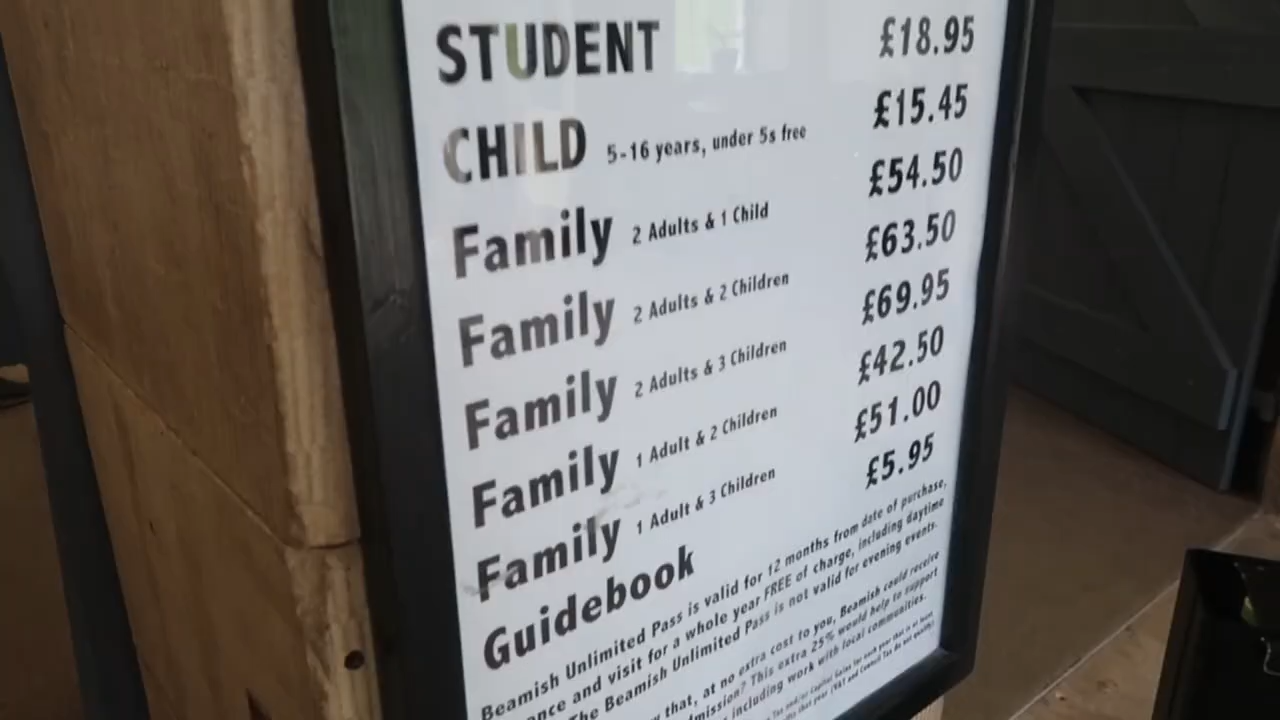 STUDENT £18.95
CHILD 5-16 years, under 5s free £15.45
Family 2 Adults & 1 Child £54.50
Family 2 Adults & 2 Children £63.50
Family 2 Adults & 3 Children £69.95
Family 1 Adult & 2 Children £42.50
Family 1 Adult & 3 Children £51.00
Guidebook £5.95
Beamish Unlimited Pass is valid for 12 months from date of purchase,
and visit for a whole year FREE of charge, including daytime
The Beamish Unlimited Pass is not valid for evening events.
that, at no extra cost to you, Beamish could receive
This extra 25% would help to support
including work with local communities.